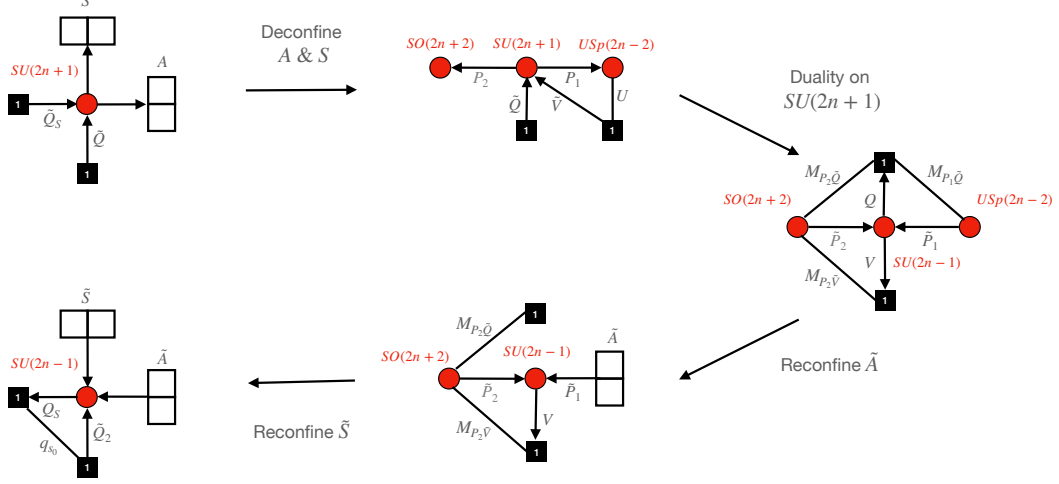 S
A
SU(2n + 1)
1
Q̃_S
Q̃
1
Deconfine
A & S
SO(2n + 2)
SU(2n + 1)
USp(2n − 2)
P_2
P_1
Q̃
Ṽ
U
1
1
Duality on
SU(2n + 1)
1
M_{P_2Q̃}
M_{P_1Q̃}
Q
SO(2n + 2)
USp(2n − 2)
P̃_2
P̃_1
V
SU(2n − 1)
M_{P_2Ṽ}
1
Reconfine Ã
1
M_{P_2Q̃}
Ã
SO(2n + 2)
SU(2n − 1)
P̃_2
P̃_1
V
M_{P_2Ṽ}
1
Reconfine S̃
S̃
Ã
SU(2n − 1)
1
Q_S
Q̃_2
q_{s_0}
1